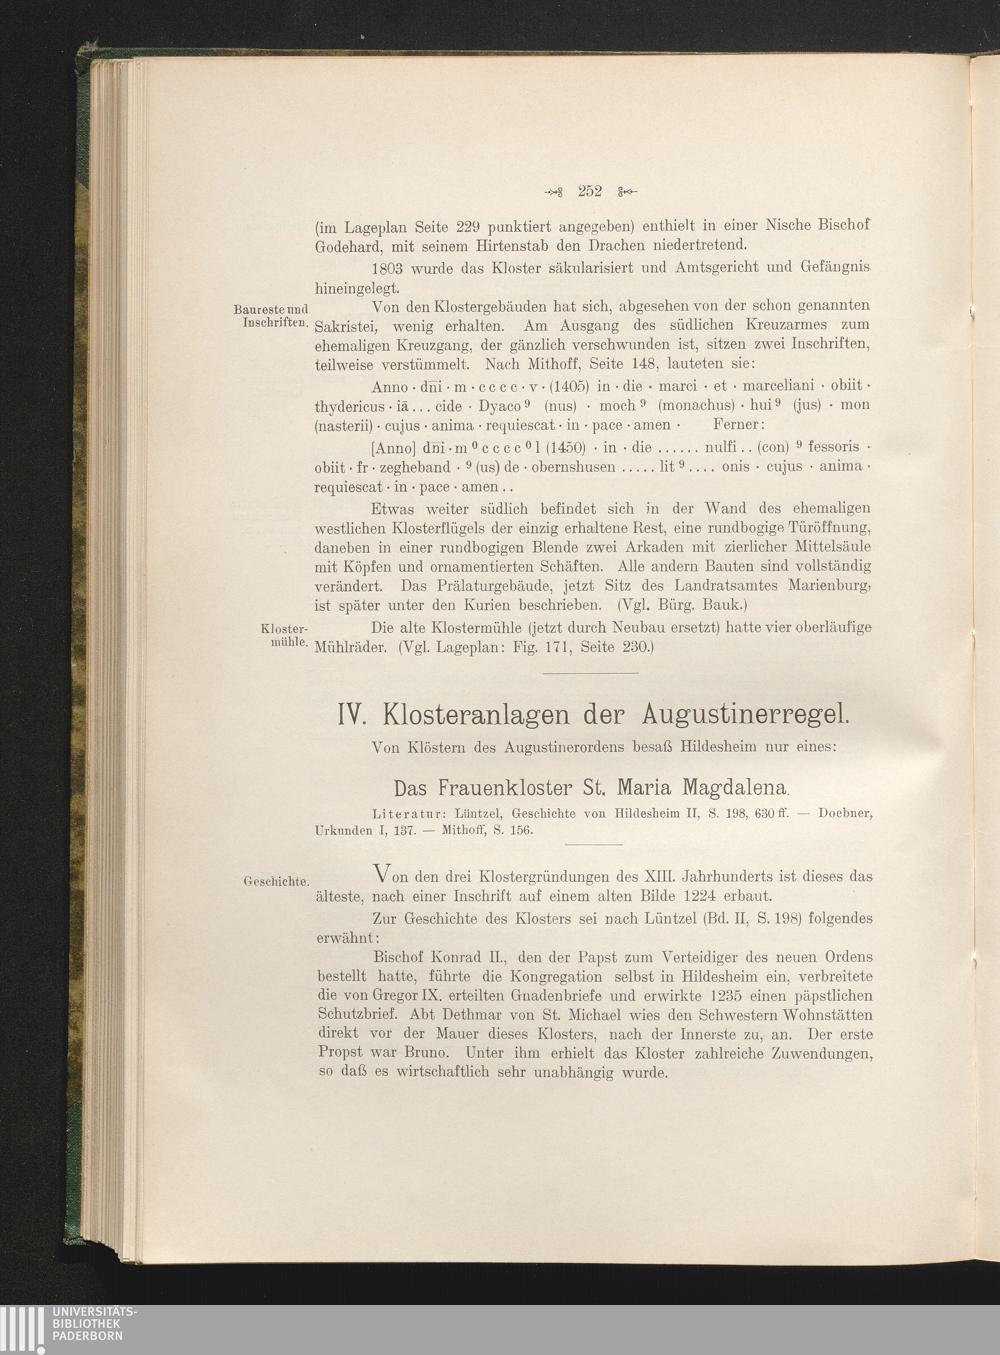 252
(im Lageplan Seite 229 punktiert angegeben) enthielt in einer Nische Bischof
Godehard, mit seinem Hirtenstab den Drachen niedertretend.
1803 wurde das Kloster säkularisiert und Amtsgericht und Gefängnis
hineingelegt.
Baureste und
Inschriften.
Von den Klostergebäuden hat sich, abgesehen von der schon genannten
Sakristei, wenig erhalten. Am Ausgang des südlichen Kreuzarmes zum
ehemaligen Kreuzgang, der gänzlich verschwunden ist, sitzen zwei Inschriften,
teilweise verstümmelt. Nach Mithoff, Seite 148, lauteten sie:
Anno · dn̄i · m · c c c c · v · (1405) in · die · marci · et · marceliani · obiit ·
thydericus · iā . . . cide · Dyaco ⁹ (nus) · moch ⁹ (monachus) · hui ⁹ (jus) · mon
(nasterii) · cujus · anima · requiescat · in · pace · amen · Ferner:
[Anno] dn̄i · m ⁰ c c c c ⁰ l (1450) · in · die . . . . . . nulfi . . (con) ⁹ fessoris ·
obiit · fr · zegheband · ⁹ (us) de · obernshusen . . . . . lit ⁹ . . . . onis · cujus · anima ·
requiescat · in · pace · amen . .
Etwas weiter südlich befindet sich in der Wand des ehemaligen
westlichen Klosterflügels der einzig erhaltene Rest, eine rundbogige Türöffnung,
daneben in einer rundbogigen Blende zwei Arkaden mit zierlicher Mittelsäule
mit Köpfen und ornamentierten Schäften. Alle andern Bauten sind vollständig
verändert. Das Prälaturgebäude, jetzt Sitz des Landratsamtes Marienburg,
ist später unter den Kurien beschrieben. (Vgl. Bürg. Bauk.)
Kloster-
mühle.
Die alte Klostermühle (jetzt durch Neubau ersetzt) hatte vier oberläufige
Mühlräder. (Vgl. Lageplan: Fig. 171, Seite 230.)
IV. Klosteranlagen der Augustinerregel.
Von Klöstern des Augustinerordens besaß Hildesheim nur eines:
Das Frauenkloster St. Maria Magdalena.
Literatur: Lüntzel, Geschichte von Hildesheim II, S. 198, 630 ff. — Doebner,
Urkunden I, 137. — Mithoff, S. 156.
Geschichte.
Von den drei Klostergründungen des XIII. Jahrhunderts ist dieses das
älteste, nach einer Inschrift auf einem alten Bilde 1224 erbaut.
Zur Geschichte des Klosters sei nach Lüntzel (Bd. II, S. 198) folgendes
erwähnt:
Bischof Konrad II., den der Papst zum Verteidiger des neuen Ordens
bestellt hatte, führte die Kongregation selbst in Hildesheim ein, verbreitete
die von Gregor IX. erteilten Gnadenbriefe und erwirkte 1235 einen päpstlichen
Schutzbrief. Abt Dethmar von St. Michael wies den Schwestern Wohnstätten
direkt vor der Mauer dieses Klosters, nach der Innerste zu, an. Der erste
Propst war Bruno. Unter ihm erhielt das Kloster zahlreiche Zuwendungen,
so daß es wirtschaftlich sehr unabhängig wurde.
UNIVERSITÄTS-
BIBLIOTHEK
PADERBORN